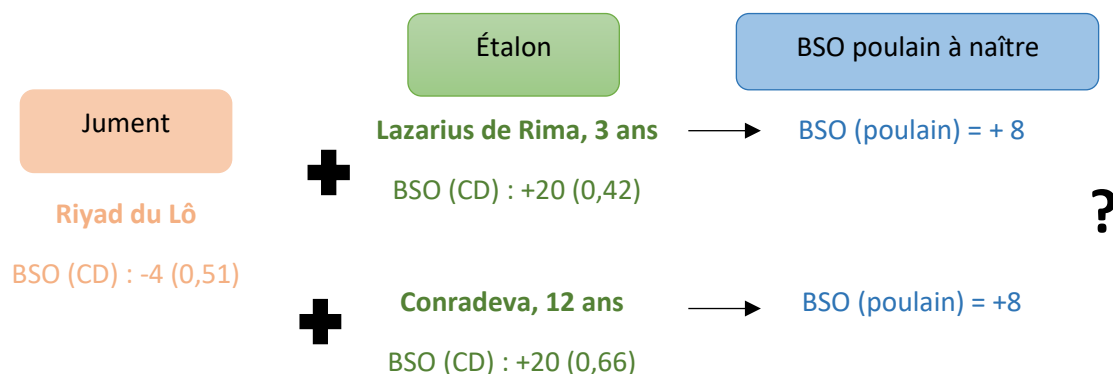 Étalon
BSO poulain à naître
Jument
Lazarius de Rima, 3 ans
BSO (poulain) = + 8
BSO (CD) : +20 (0,42)
Riyad du Lô
?
BSO (CD) : -4 (0,51)
Conradeva, 12 ans
BSO (poulain) = +8
BSO (CD) : +20 (0,66)